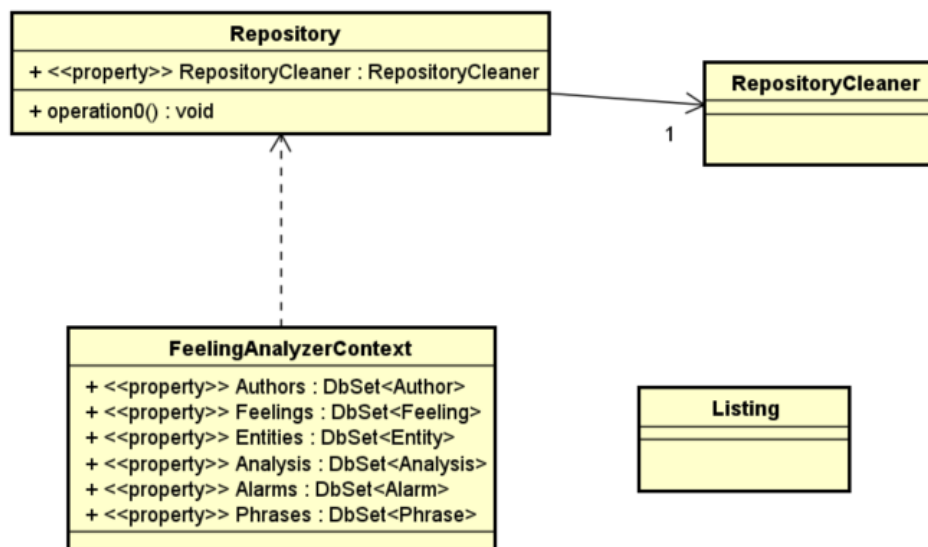 Repository
+ <<property>> RepositoryCleaner : RepositoryCleaner
+ operation0() : void
RepositoryCleaner
1
FeelingAnalyzerContext
+ <<property>> Authors : DbSet<Author>
+ <<property>> Feelings : DbSet<Feeling>
+ <<property>> Entities : DbSet<Entity>
+ <<property>> Analysis : DbSet<Analysis>
+ <<property>> Alarms : DbSet<Alarm>
+ <<property>> Phrases : DbSet<Phrase>
Listing